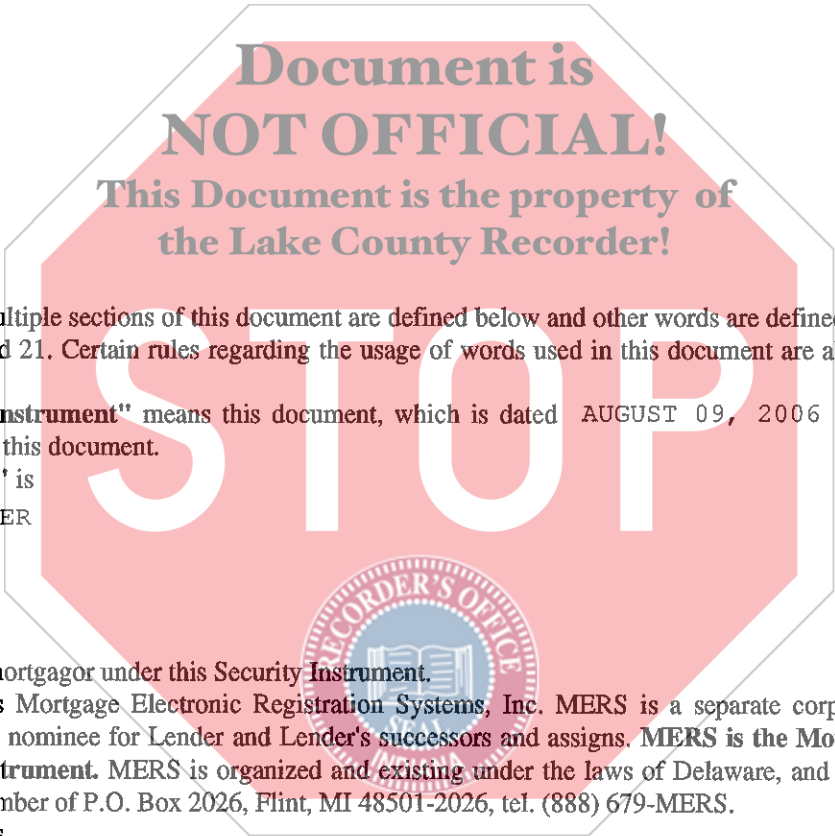 Document is
NOT OFFICIAL!
This Document is the property of
the Lake County Recorder!
STOP
ultiple sections of this document are defined below and other words are defined
d 21. Certain rules regarding the usage of words used in this document are al
nstrument" means this document, which is dated AUGUST 09, 2006
this document.
" is
ER
RECORDER'S OFFICE
SEAL
INDIANA
ortgagor under this Security Instrument.
s Mortgage Electronic Registration Systems, Inc. MERS is a separate corp
nominee for Lender and Lender's successors and assigns. MERS is the Mo
trument. MERS is organized and existing under the laws of Delaware, and
mber of P.O. Box 2026, Flint, MI 48501-2026, tel. (888) 679-MERS.